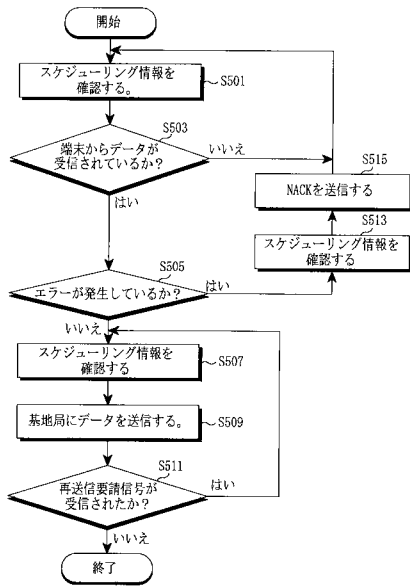 開始
スケジューリング情報を
確認する。
S501
S503
端末からデータが
受信されているか?
いいえ
はい
S515
NACKを送信する
S513
スケジューリング情報を
確認する
S505
エラーが発生しているか?
はい
いいえ
スケジューリング情報を
確認する
S507
基地局にデータを送信する。
S509
S511
再送信要請信号が
受信されたか?
はい
いいえ
終了